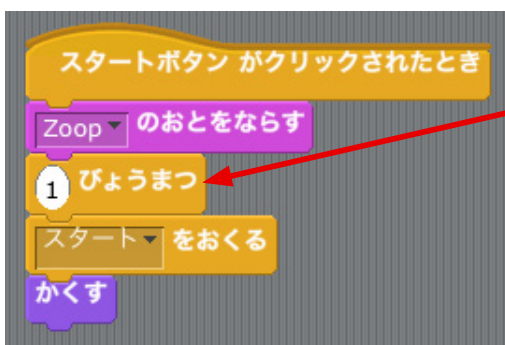 スタートボタン がクリックされたとき
Zoop のおとをならす
1 びょうまつ
スタート をおくる
かくす